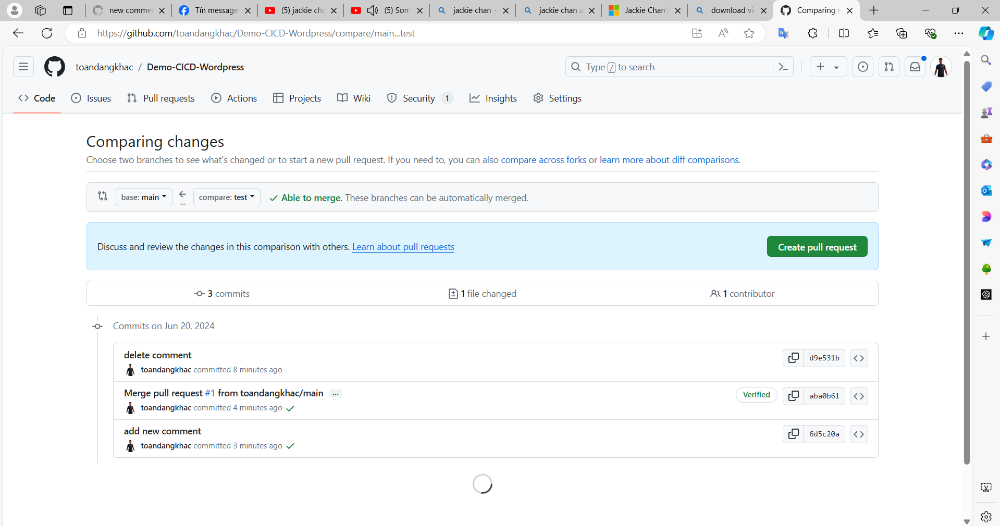 new commen
Tín message
(5) jackie cha
(5) Som
jackie chan -
jackie chan a
Jackie Chan's
download vi
Comparing
https://github.com/toandangkhac/Demo-CICD-Wordpress/compare/main...test
toandangkhac / Demo-CICD-Wordpress
Type / to search
Code
Issues
Pull requests
Actions
Projects
Wiki
Security 1
Insights
Settings
Comparing changes
Choose two branches to see what's changed or to start a new pull request. If you need to, you can also compare across forks or learn more about diff comparisons.
base: main
...
compare: test
Able to merge. These branches can be automatically merged.
Discuss and review the changes in this comparison with others. Learn about pull requests
Create pull request
3 commits
1 file changed
1 contributor
Commits on Jun 20, 2024
delete comment
toandangkhac committed 8 minutes ago
d9e531b
Merge pull request #1 from toandangkhac/main ...
toandangkhac committed 4 minutes ago
Verified
aba0b61
add new comment
toandangkhac committed 3 minutes ago
6d5c20a